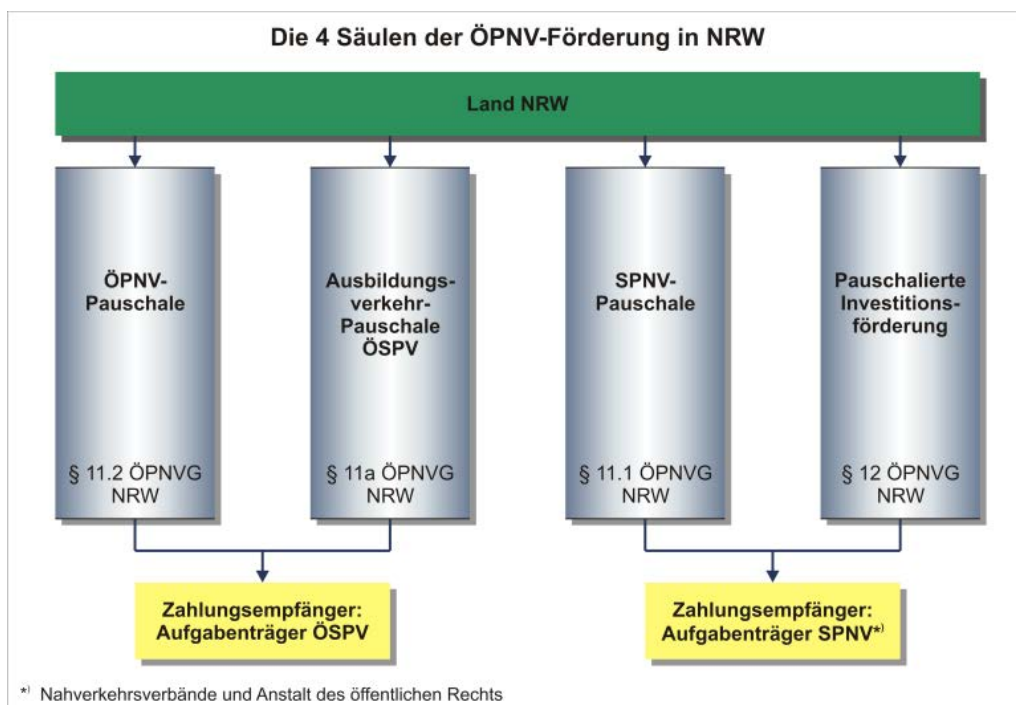 Die 4 Säulen der ÖPNV-Förderung in NRW
Land NRW
ÖPNV-
Pauschale
§ 11.2 ÖPNVG
NRW
Ausbildungs-
verkehr-
Pauschale
ÖSPV
§ 11a ÖPNVG
NRW
SPNV-
Pauschale
§ 11.1 ÖPNVG
NRW
Pauschalierte
Investitions-
förderung
§ 12 ÖPNVG
NRW
Zahlungsempfänger:
Aufgabenträger ÖSPV
Zahlungsempfänger:
Aufgabenträger SPNV*)
*) Nahverkehrsverbände und Anstalt des öffentlichen Rechts